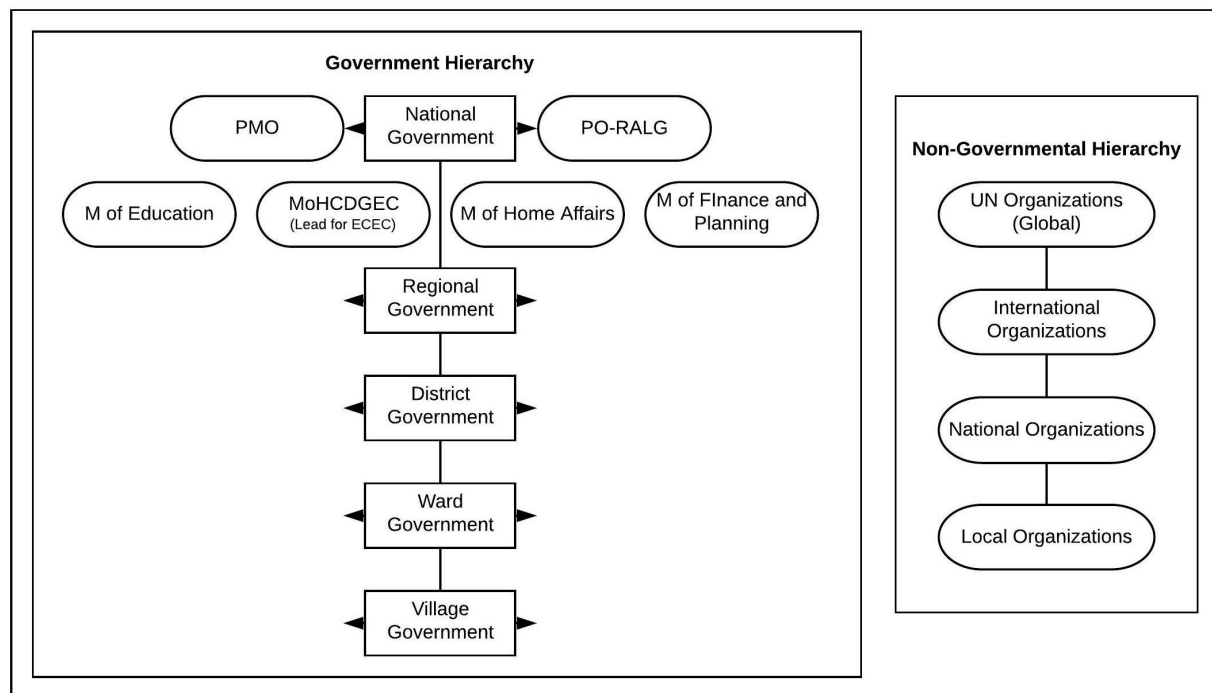 Government Hierarchy
PMO
National
Government
PO-RALG
M of Education
MoHCDGEC
(Lead for ECEC)
M of Home Affairs
M of FInance and
Planning
Regional
Government
District
Government
Ward
Government
Village
Government
Non-Governmental Hierarchy
UN Organizations
(Global)
International
Organizations
National Organizations
Local Organizations